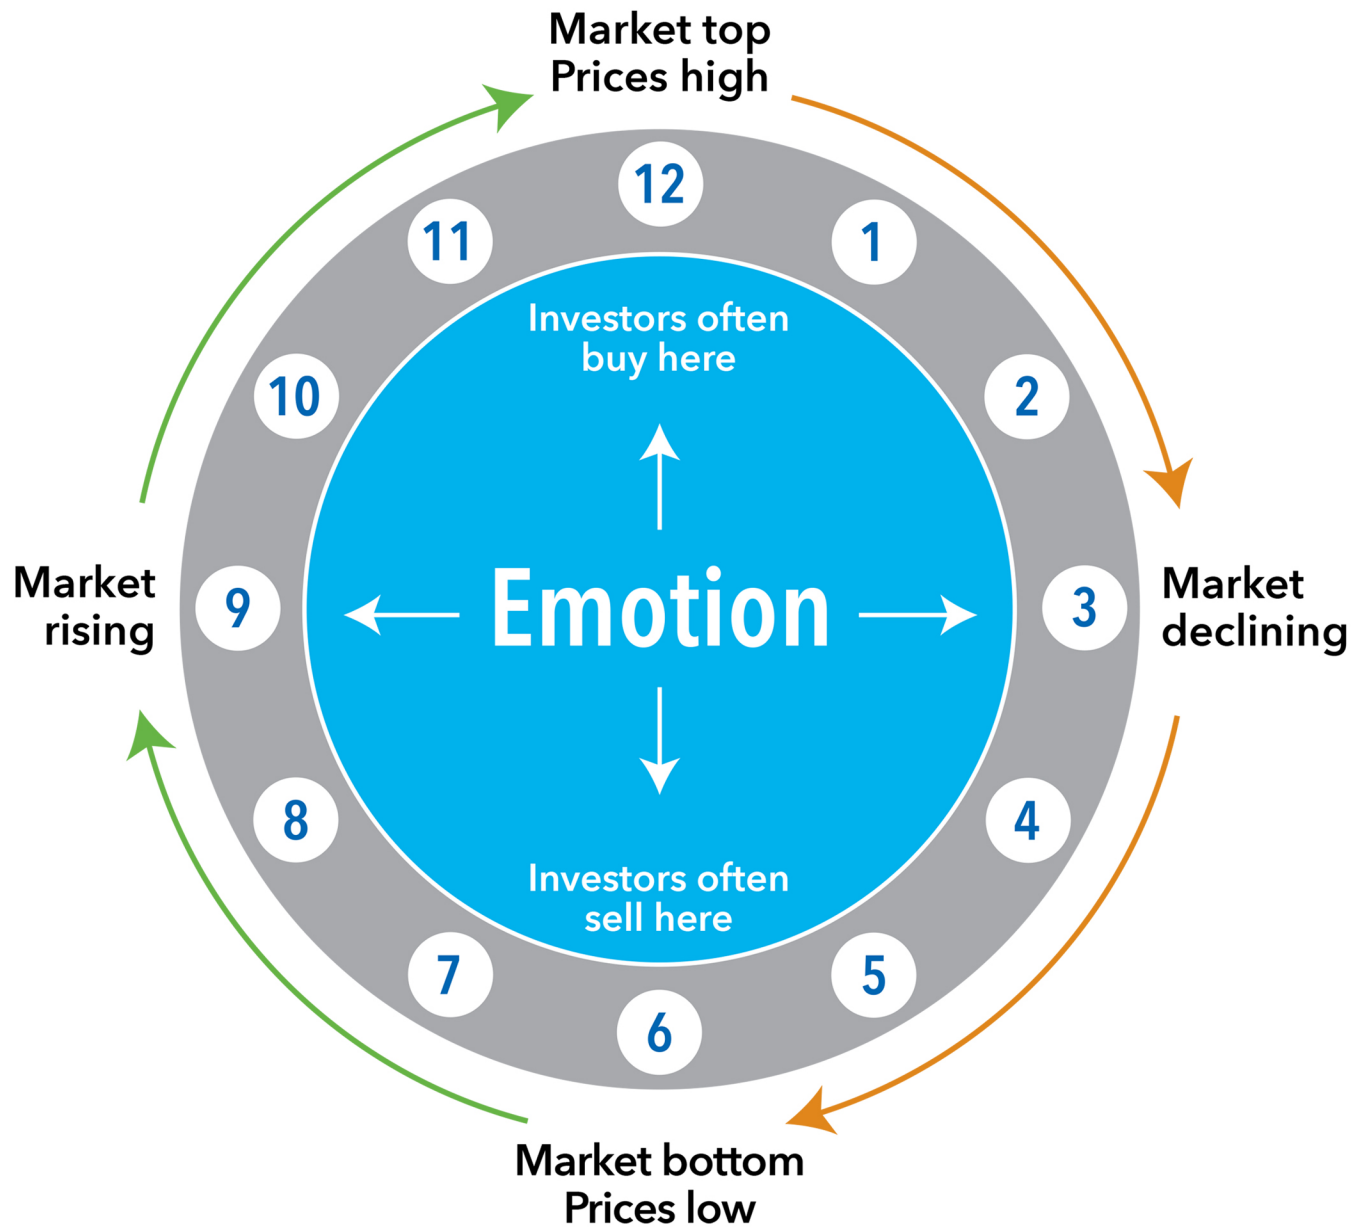 Market top
Prices high
12
11
1
Investors often
buy here
10
2
Market
rising
9
Emotion
3
Market
declining
8
4
Investors often
sell here
7
5
6
Market bottom
Prices low